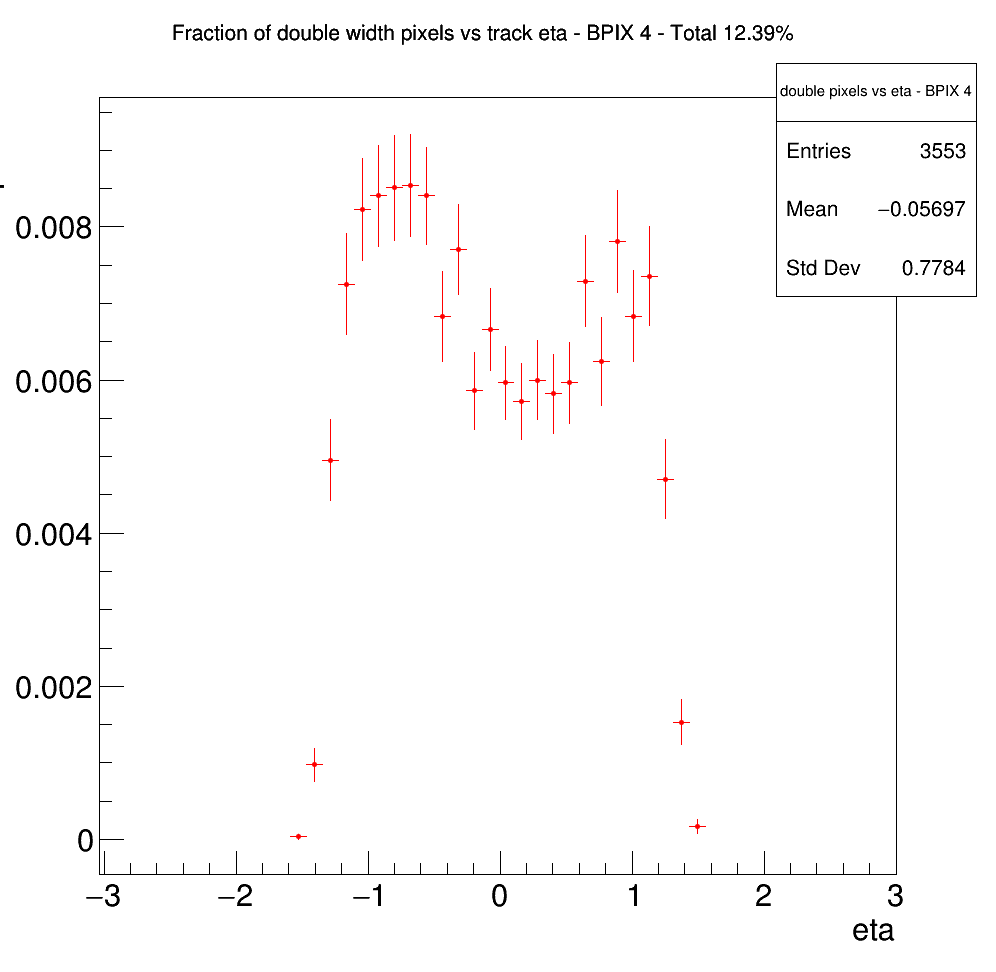 Fraction of double width pixels vs track eta - BPIX 4 - Total 12.39%
double pixels vs eta - BPIX 4
Entries 3553
Mean −0.05697
Std Dev 0.7784
0.008
0.006
0.004
0.002
0
−3 −2 −1 0 1 2 3
eta